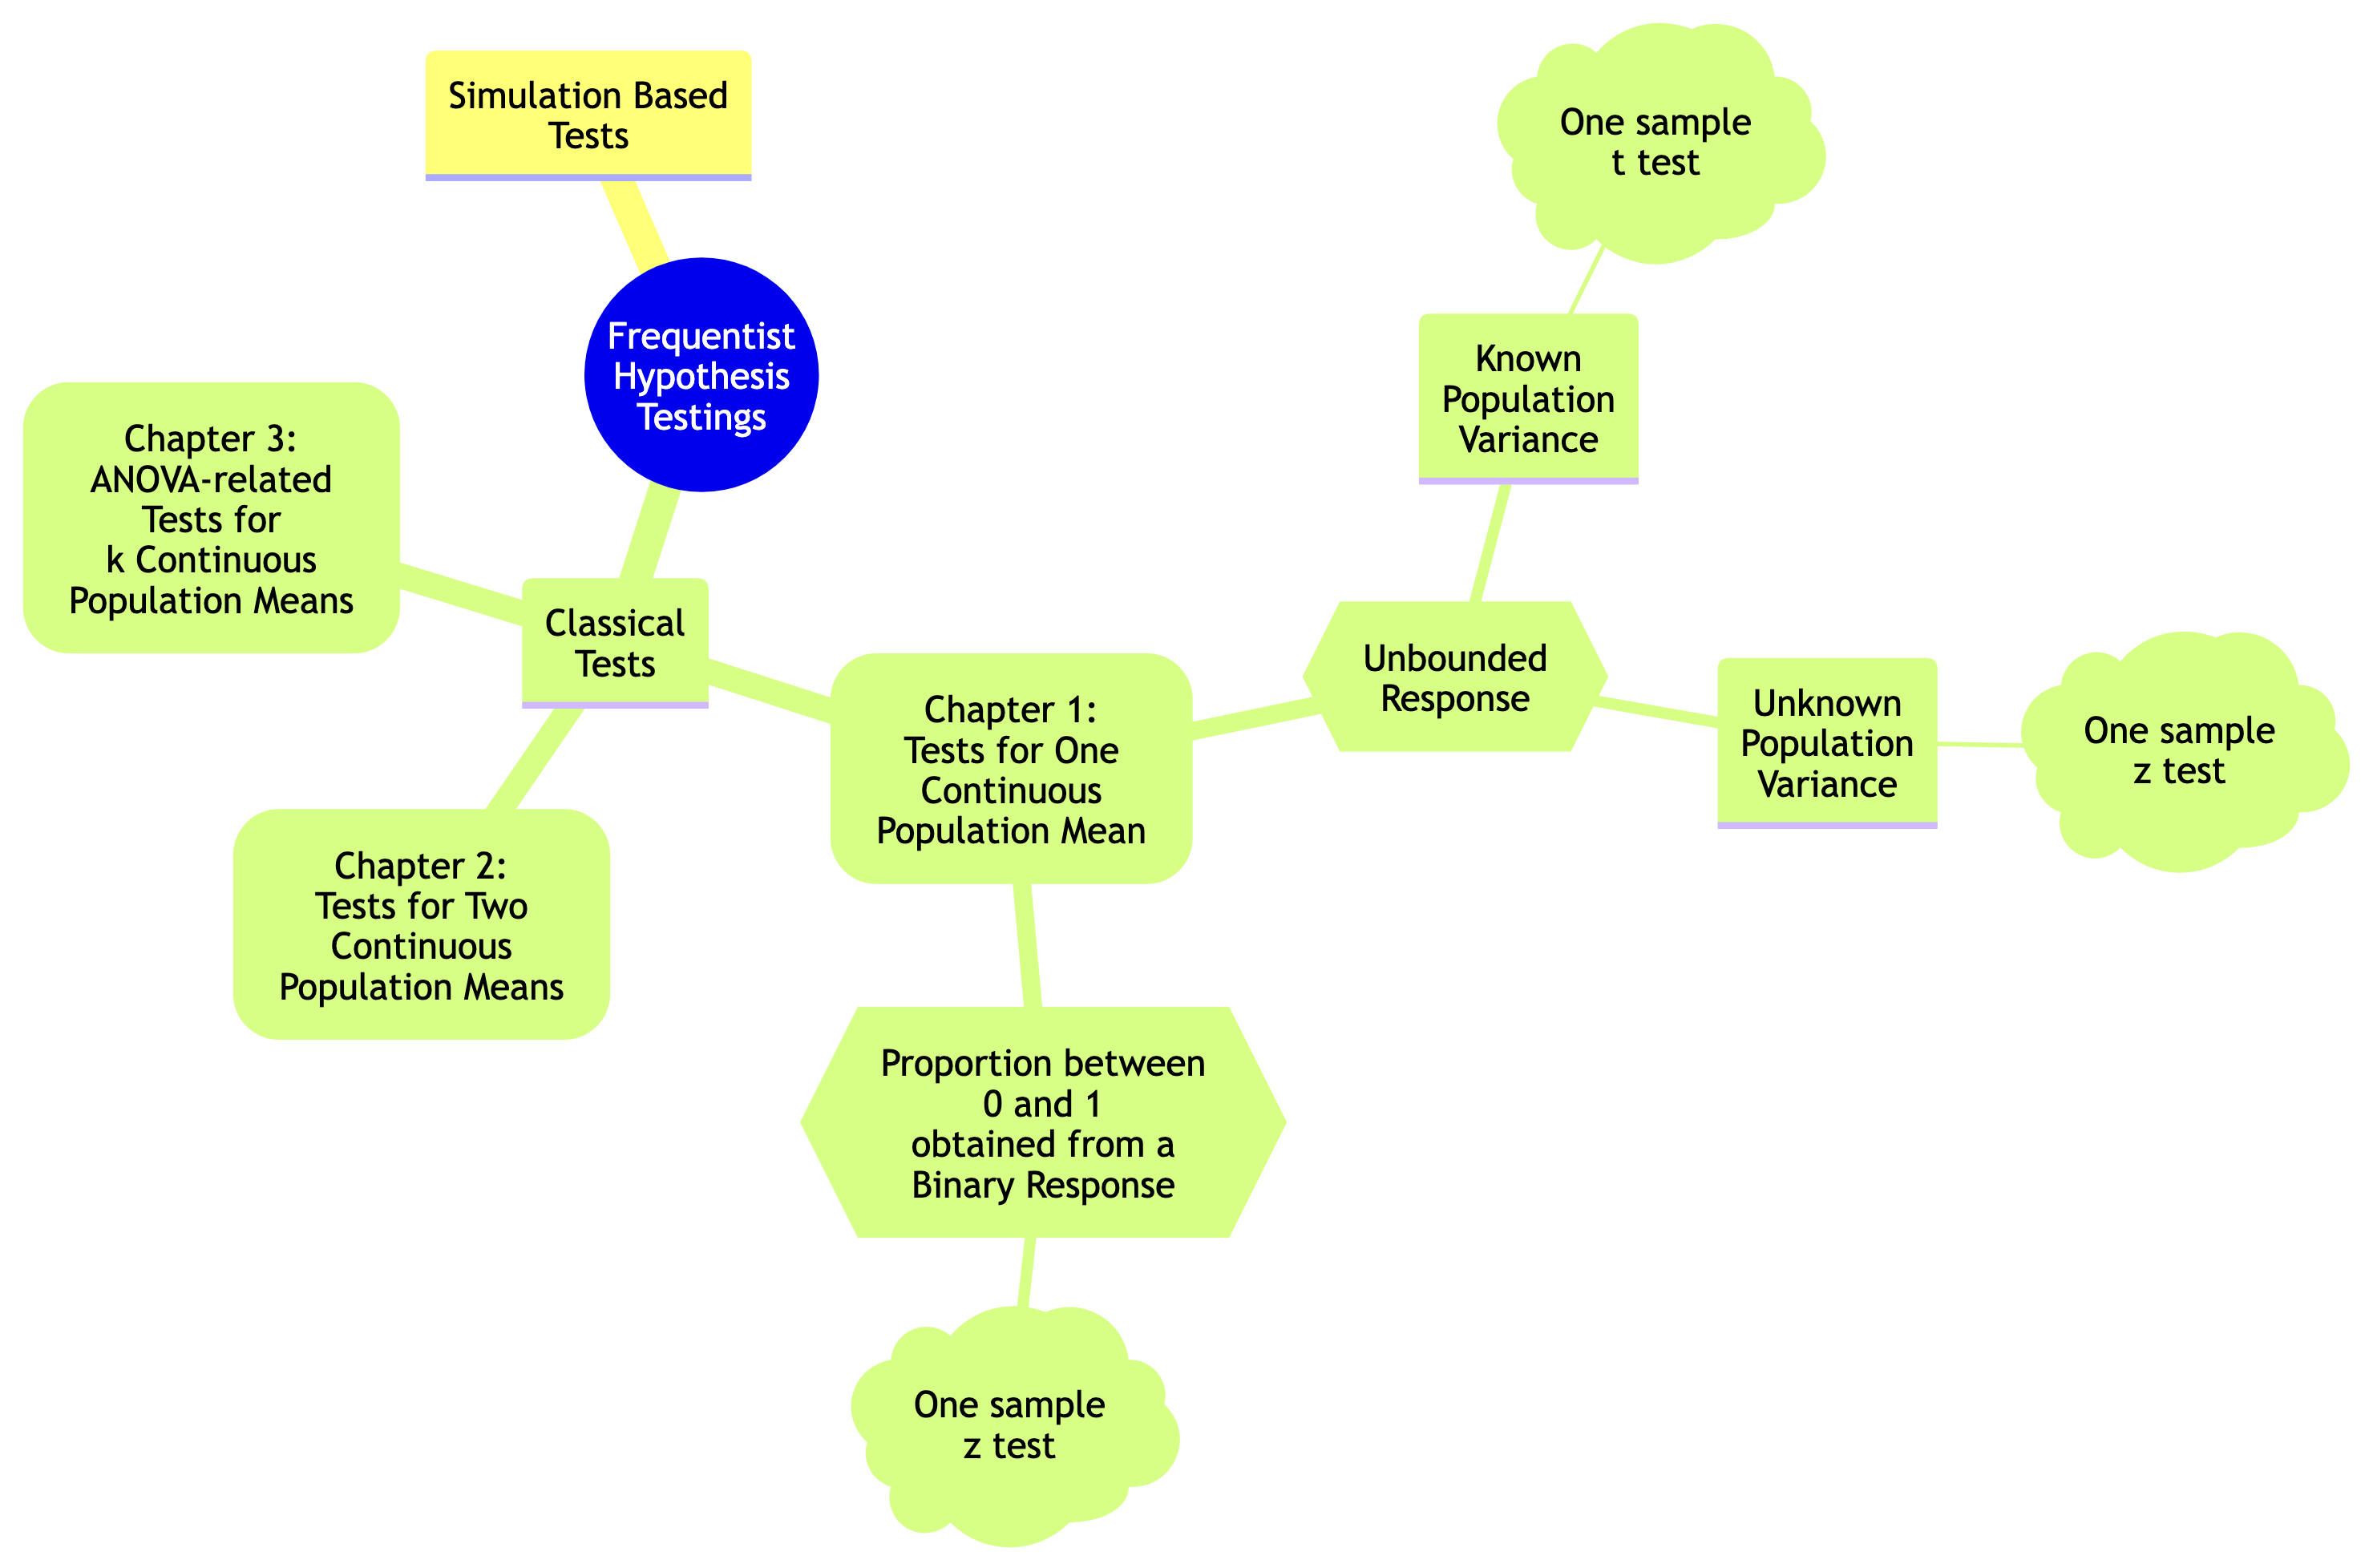 Simulation Based
Tests
Frequentist
Hypothesis
Testings
Classical
Tests
Chapter 3:
ANOVA-related
Tests for
k Continuous
Population Means
Chapter 2:
Tests for Two
Continuous
Population Means
Chapter 1:
Tests for One
Continuous
Population Mean
Unbounded
Response
Known
Population
Variance
One sample
t test
Unknown
Population
Variance
One sample
z test
Proportion between
0 and 1
obtained from a
Binary Response
One sample
z test